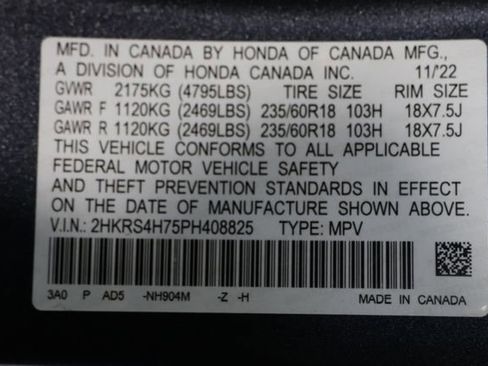 MFD. IN CANADA BY HONDA OF CANADA MFG.,
A DIVISION OF HONDA CANADA INC. 11/'22
GVWR 2175KG (4795LBS) TIRE SIZE RIM SIZE
GAWR F 1120KG (2469LBS) 235/60R18 103H 18X7.5J
GAWR R 1120KG (2469LBS) 235/60R18 103H 18X7.5J
THIS VEHICLE CONFORMS TO ALL APPLICABLE
FEDERAL MOTOR VEHICLE SAFETY
AND THEFT PREVENTION STANDARDS IN EFFECT
ON THE DATE OF MANUFACTURE SHOWN ABOVE.
V.I.N.: 2HKRS4H75PH408825 TYPE: MPV
3A0 P AD5 -NH904M -Z -H MADE IN CANADA